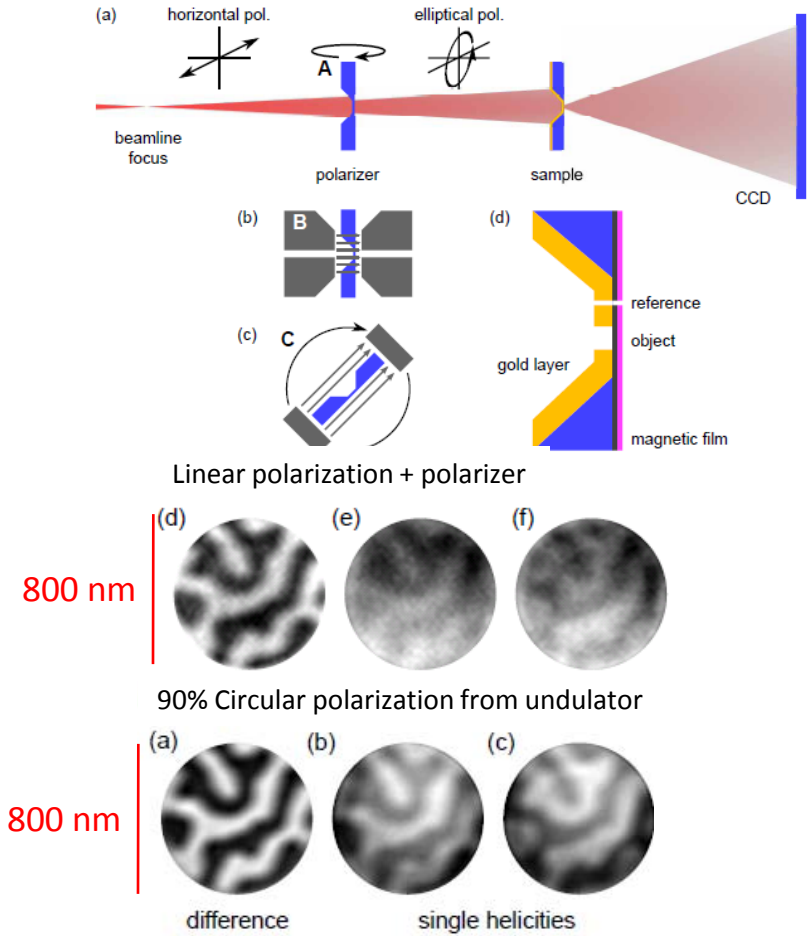 (a)
horizontal pol.
elliptical pol.
A
beamline
focus
polarizer
sample
CCD
(b)
B
(d)
(c)
C
reference
object
gold layer
magnetic film
Linear polarization + polarizer
(d) (e) (f)
800 nm
90% Circular polarization from undulator
(a) (b) (c)
800 nm
difference single helicities